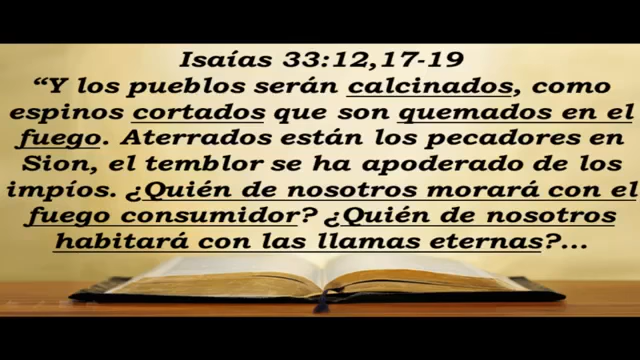 Isaías 33:12,17-19
“Y los pueblos serán calcinados, como
espinos cortados que son quemados en el
fuego. Aterrados están los pecadores en
Sion, el temblor se ha apoderado de los
impíos. ¿Quién de nosotros morará con el
fuego consumidor? ¿Quién de nosotros
habitará con las llamas eternas?...